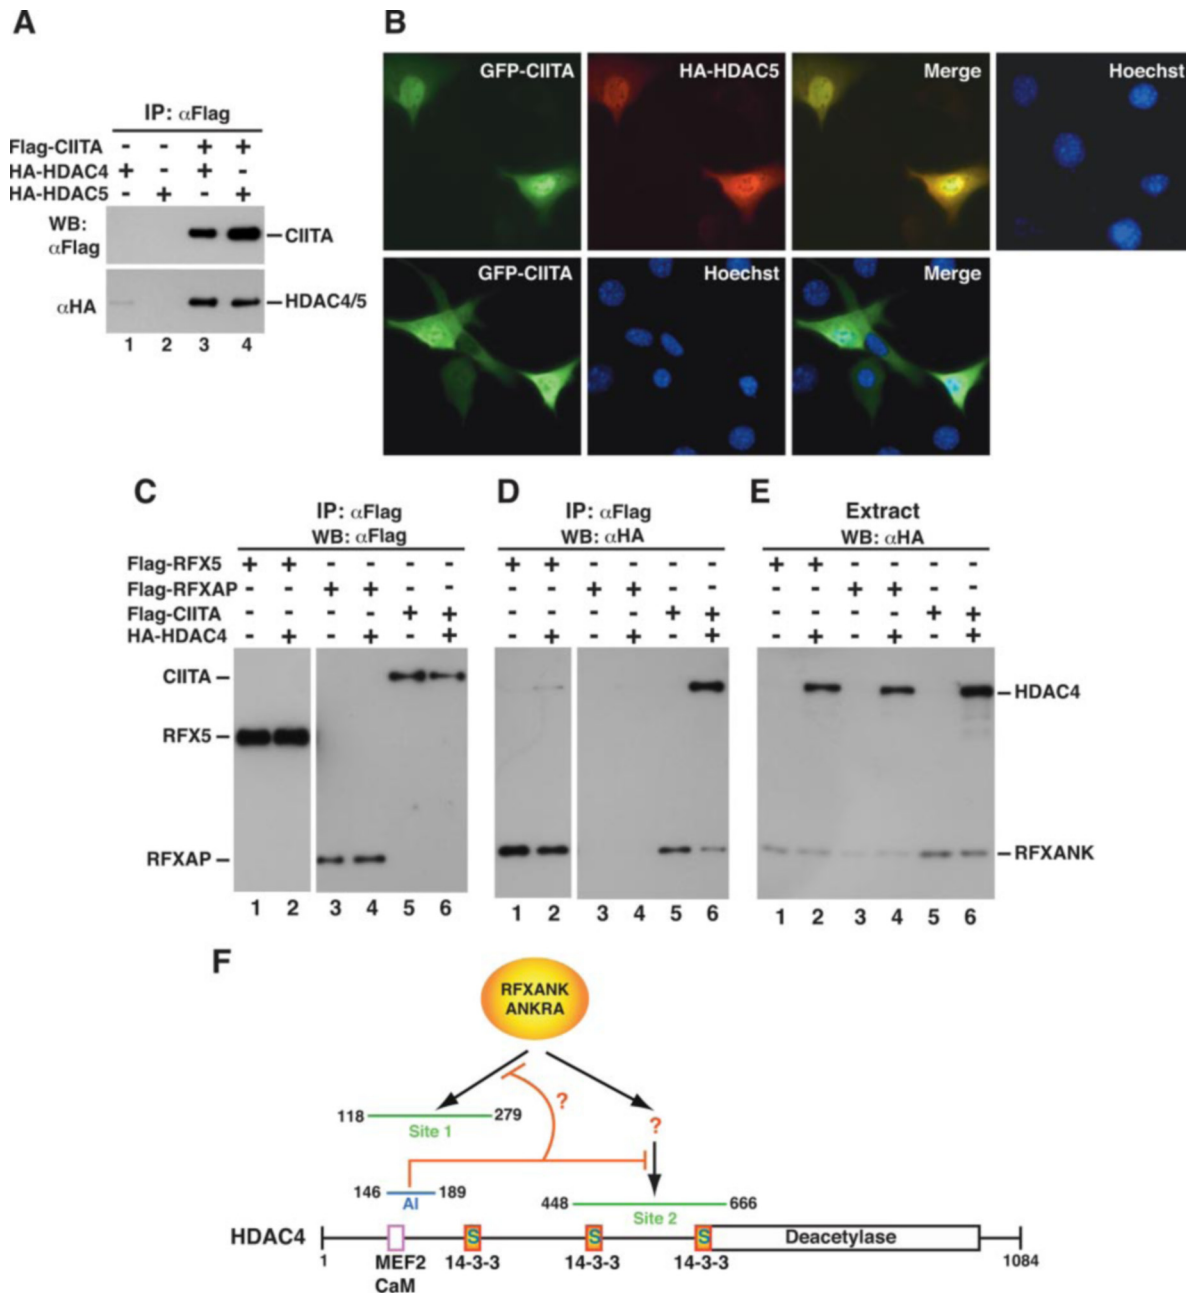 A
IP: αFlag
Flag-CIITA - - + +
HA-HDAC4 + - + -
HA-HDAC5 - + - +
WB:
αFlag
CIITA
αHA
HDAC4/5
1 2 3 4
B
GFP-CIITA HA-HDAC5 Merge Hoechst
GFP-CIITA Hoechst Merge
C
IP: αFlag
WB: αFlag
D
IP: αFlag
WB: αHA
E
Extract
WB: αHA
Flag-RFX5 + + - - - - + + - - - - + + - - - -
Flag-RFXAP - - + + - - - - + + - - - - + + - -
Flag-CIITA - - - - + + - - - - + + - - - - + +
HA-HDAC4 - + - + - + - + - + - + - + - + - +
CIITA
HDAC4
RFX5
RFXAP
RFXANK
1 2 3 4 5 6 1 2 3 4 5 6 1 2 3 4 5 6
F
RFXANK
ANKRA
?
118 279
?
Site 1
146 189
AI
448 666
Site 2
HDAC4
S S S
Deacetylase
1
MEF2
CaM
14-3-3 14-3-3 14-3-3
1084